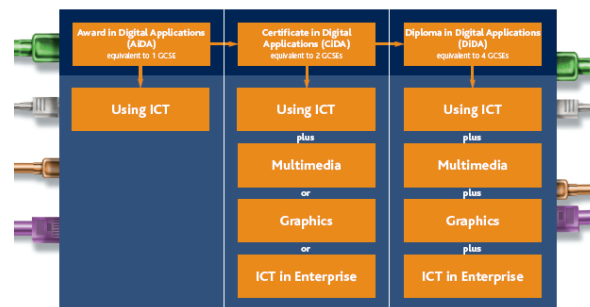 Award in Digital Applications
(AiDA)
equivalent to 1 GCSE
Using ICT
Certificate in Digital
Applications (CiDA)
equivalent to 2 GCSEs
Using ICT
plus
Multimedia
or
Graphics
or
ICT in Enterprise
Diploma in Digital Applications
(DiDA)
equivalent to 4 GCSEs
Using ICT
plus
Multimedia
plus
Graphics
plus
ICT in Enterprise